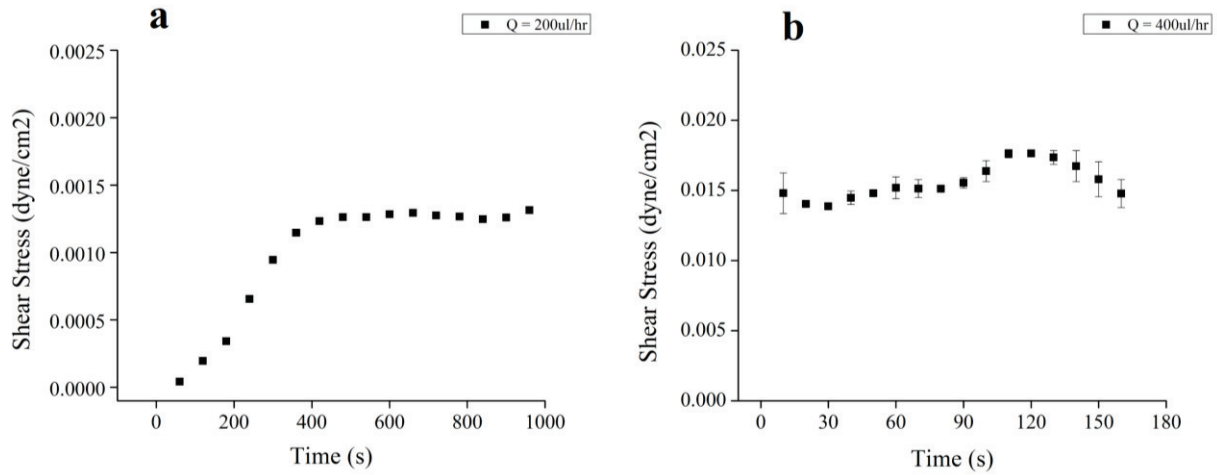 a
Q = 200ul/hr
0.0025
0.0020
0.0015
0.0010
0.0005
0.0000
Shear Stress (dyne/cm2)
0 200 400 600 800 1000
Time (s)
b
Q = 400ul/hr
0.025
0.020
0.015
0.010
0.005
0.000
Shear Stress (dyne/cm2)
0 30 60 90 120 150 180
Time (s)